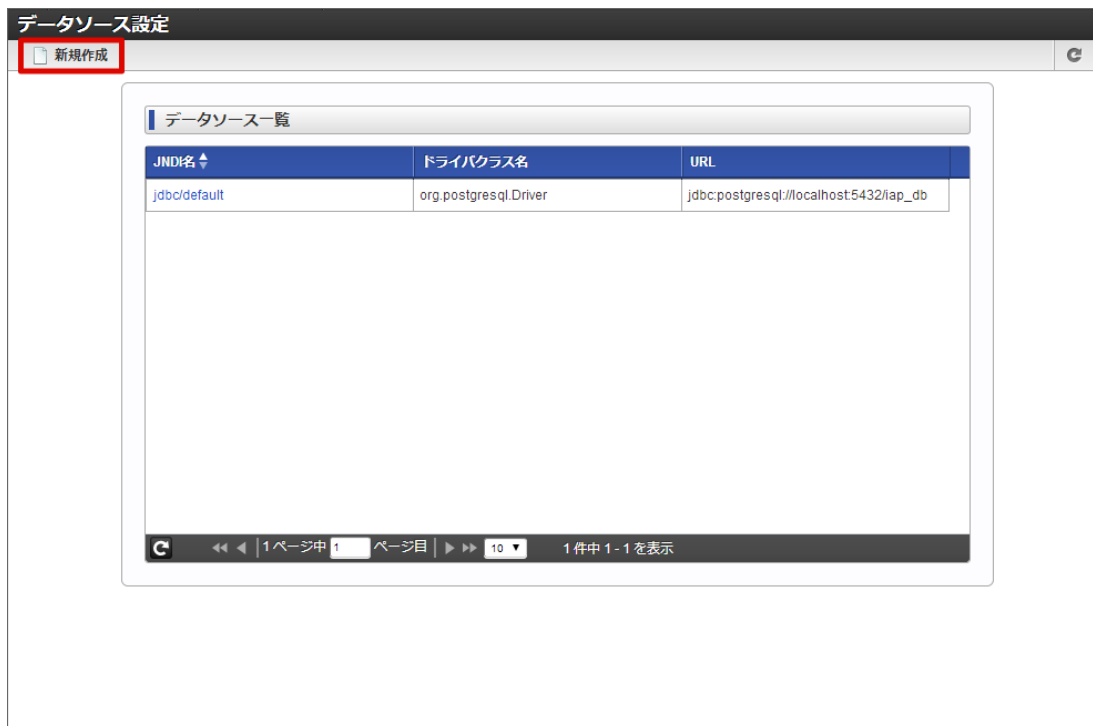 データソース設定
新規作成
データソース一覧
JNDI名 ドライバクラス名 URL
jdbc/default org.postgresql.Driver jdbc:postgresql://localhost:5432/iap_db
1ページ中 1 ページ目 10 1件中 1 - 1 を表示